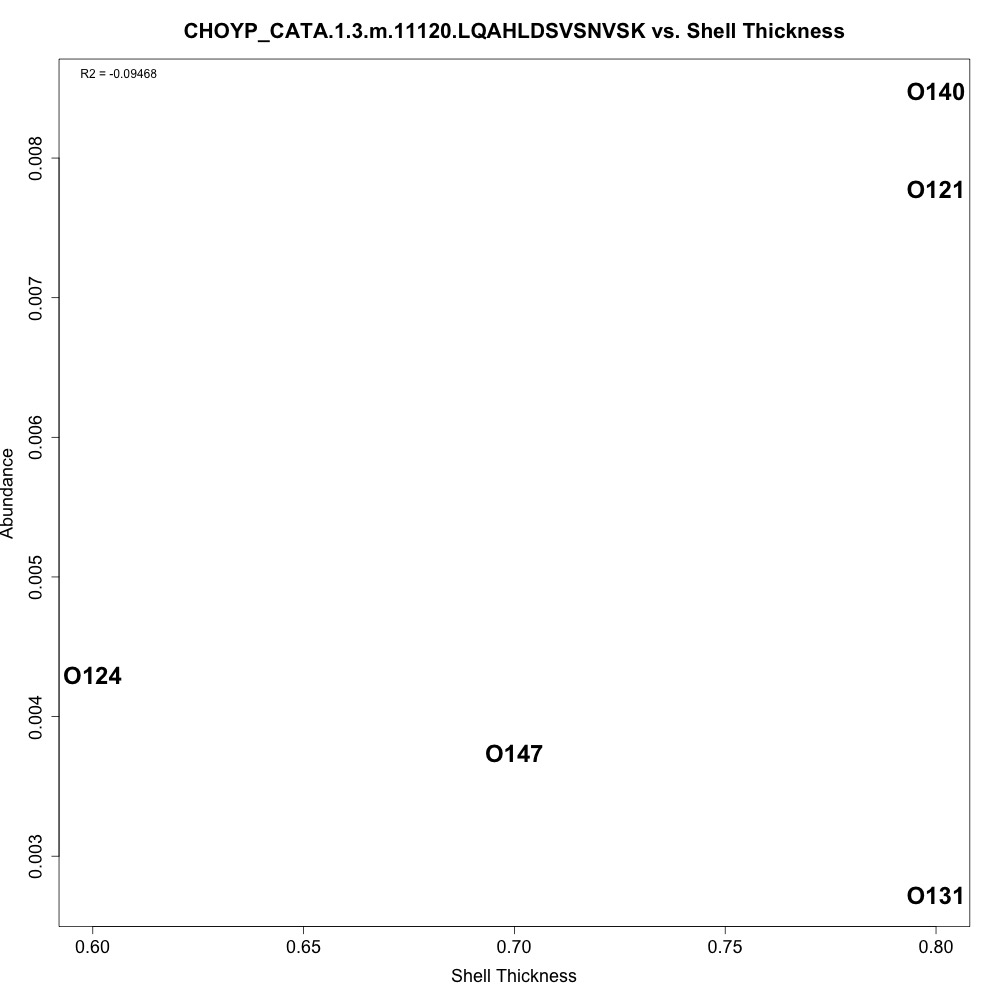 CHOYP_CATA.1.3.m.11120.LQAHLDSVSNVSK vs. Shell Thickness
R2 = -0.09468
O140
O121
O124
O147
O131
Abundance
0.008
0.007
0.006
0.005
0.004
0.003
0.60 0.65 0.70 0.75 0.80
Shell Thickness